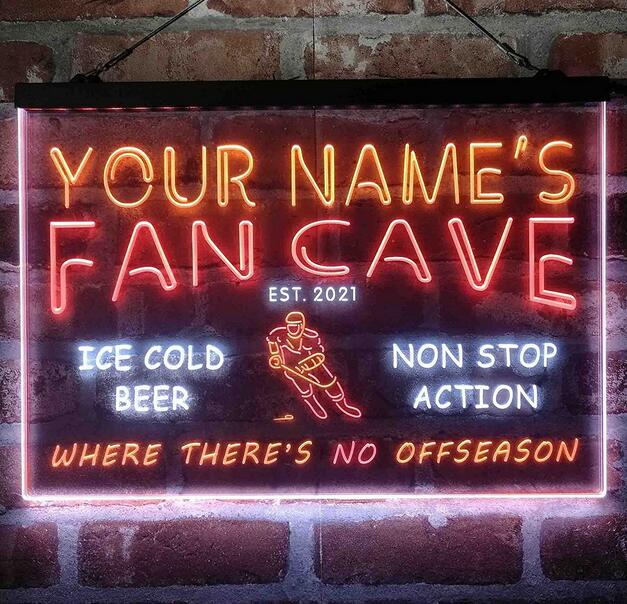 YOUR NAME'S
FAN CAVE
EST. 2021
ICE COLD
BEER
NON STOP
ACTION
WHERE THERE'S NO OFFSEASON